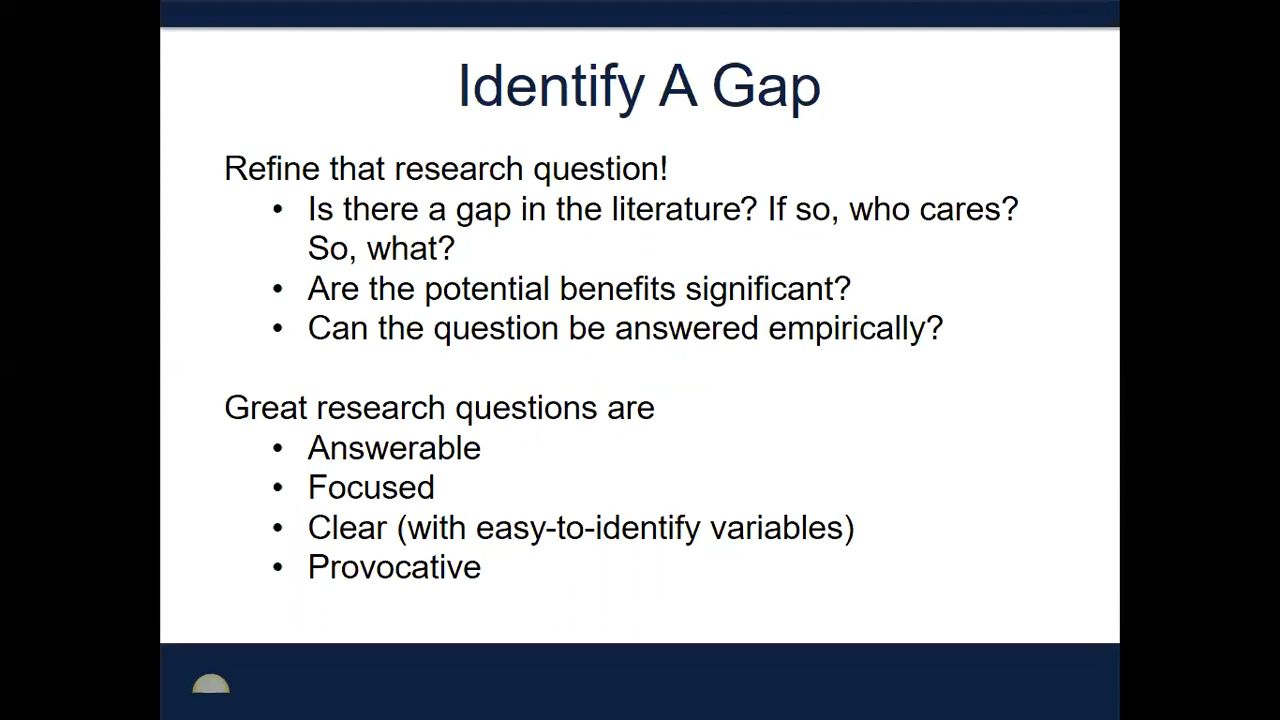 Identify A Gap
Refine that research question!
• Is there a gap in the literature? If so, who cares?
So, what?
• Are the potential benefits significant?
• Can the question be answered empirically?
Great research questions are
• Answerable
• Focused
• Clear (with easy-to-identify variables)
• Provocative